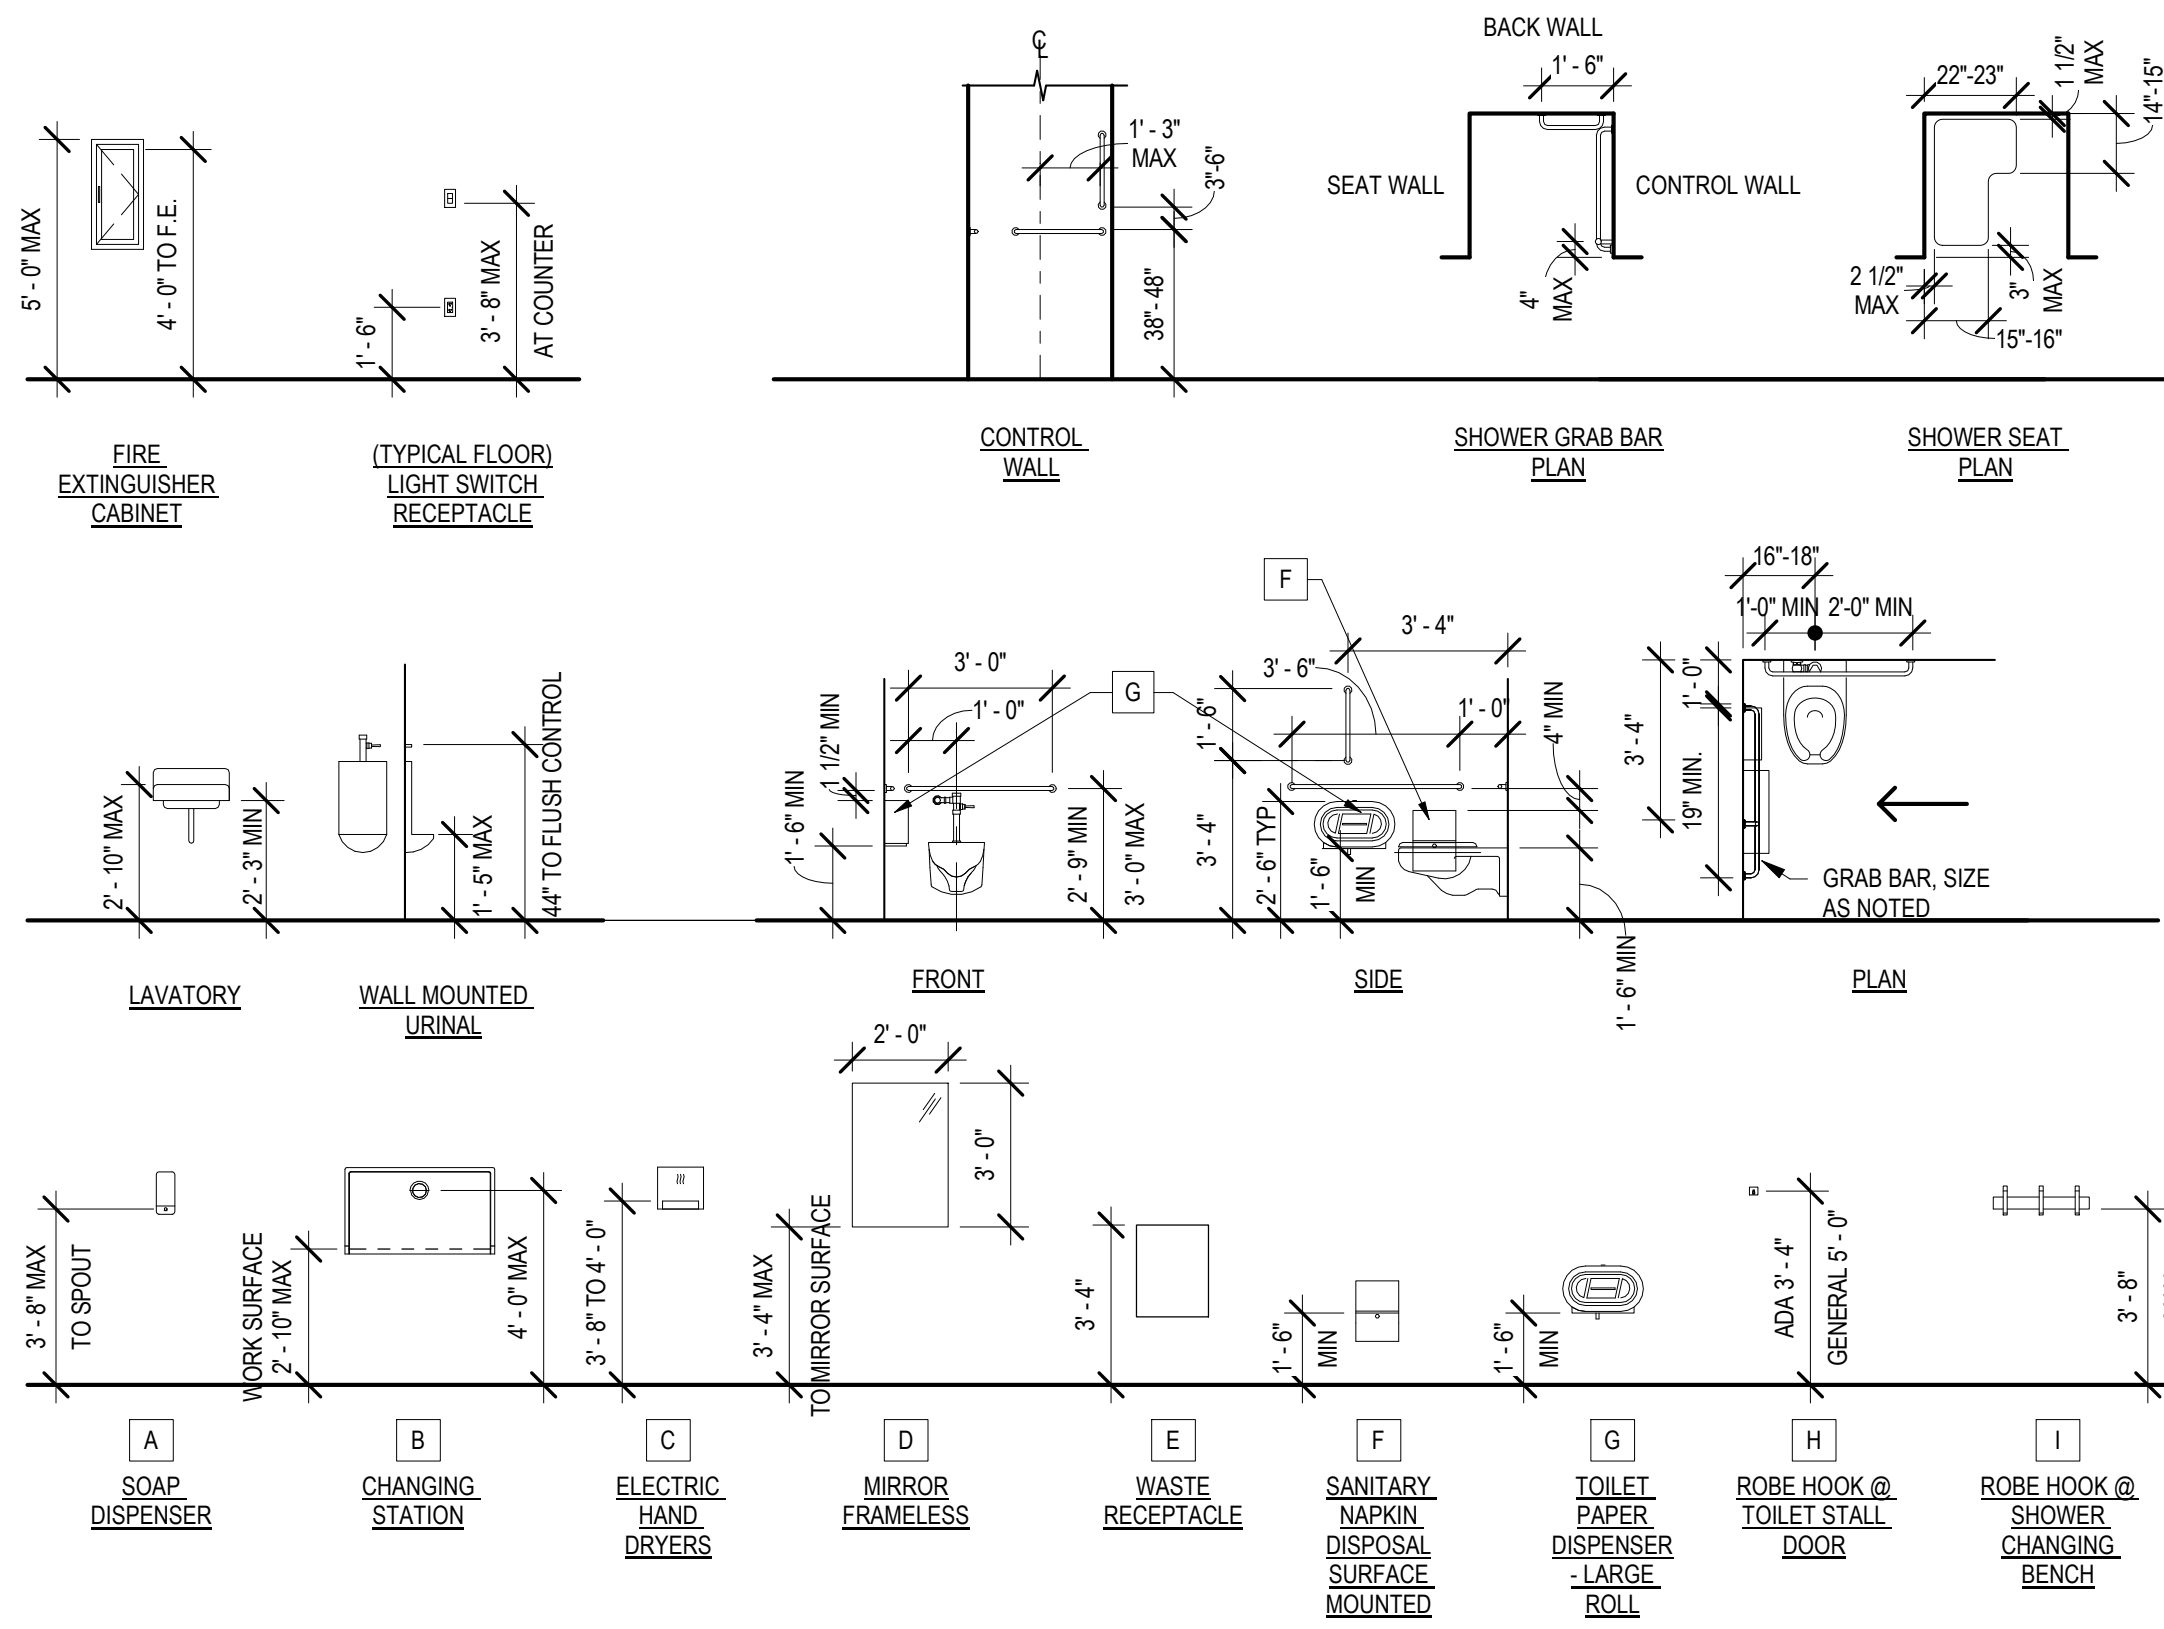 5' - 0" MAX
4' - 0" TO F.E.
1' - 6"
3' - 8" MAX
AT COUNTER
FIRE
EXTINGUISHER
CABINET
(TYPICAL FLOOR)
LIGHT SWITCH
RECEPTACLE
CL
1' - 3"
MAX
3"-6"
38"- 48"
CONTROL
WALL
BACK WALL
1' - 6"
SEAT WALL
CONTROL WALL
4"
MAX
SHOWER GRAB BAR
PLAN
22"-23"
1 1/2"
MAX
14"-15"
2 1/2"
MAX
3"
MAX
15"-16"
SHOWER SEAT
PLAN
2' - 10" MAX
2' - 3" MIN
LAVATORY
1' - 5" MAX
44" TO FLUSH CONTROL
WALL MOUNTED
URINAL
3' - 0"
1' - 0"
1 1/2" MIN
1' - 6" MIN
2' - 9" MIN
3' - 0" MAX
FRONT
G
F
3' - 4"
3' - 6"
1' - 6"
1' - 0"
4" MIN
3' - 4"
2' - 6" TYP
1' - 6"
MIN
1' - 6" MIN
SIDE
16"-18"
1'-0" MIN
2'-0" MIN
1' - 0"
3' - 4"
19" MIN.
GRAB BAR, SIZE
AS NOTED
PLAN
3' - 8" MAX
TO SPOUT
A
SOAP
DISPENSER
WORK SURFACE
2' - 10" MAX
4' - 0" MAX
B
CHANGING
STATION
3' - 8" TO 4' - 0"
C
ELECTRIC
HAND
DRYERS
2' - 0"
3' - 0"
3' - 4" MAX
TO MIRROR SURFACE
D
MIRROR
FRAMELESS
3' - 4"
E
WASTE
RECEPTACLE
1' - 6"
MIN
F
SANITARY
NAPKIN
DISPOSAL
SURFACE
MOUNTED
1' - 6"
MIN
G
TOILET
PAPER
DISPENSER
- LARGE
ROLL
ADA 3' - 4"
GENERAL 5' - 0"
H
ROBE HOOK @
TOILET STALL
DOOR
3' - 8"
I
ROBE HOOK @
SHOWER
CHANGING
BENCH